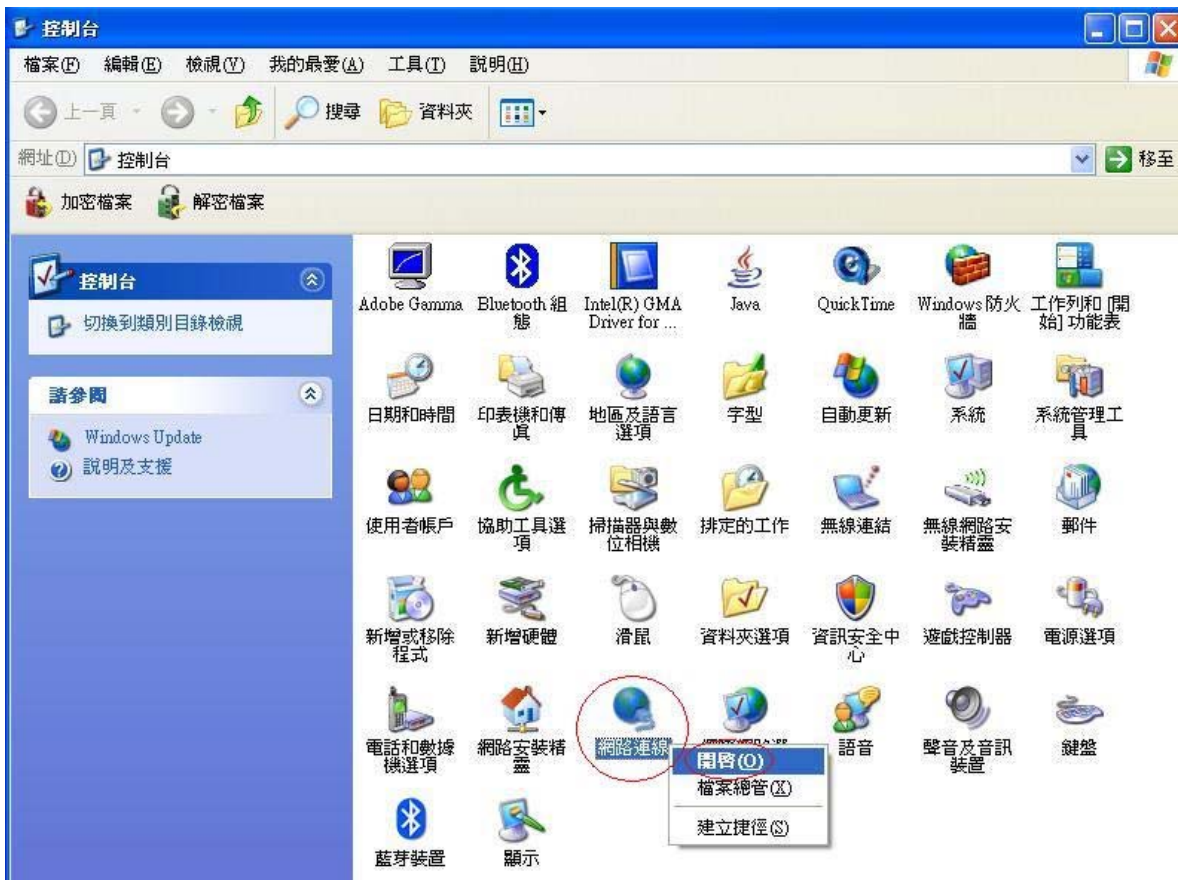 控制台
檔案(F) 編輯(E) 檢視(V) 我的最愛(A) 工具(T) 說明(H)
上一頁 搜尋 資料夾
網址(D) 控制台 移至
加密檔案 解密檔案
控制台
切換到類別目錄檢視
請參閱
Windows Update
說明及支援
Adobe Gamma Bluetooth 組 Intel(R) GMA Java QuickTime Windows 防火 工作列和 [開
態 Driver for ... 牆 始] 功能表
日期和時間 印表機和傳 地區及語言 字型 自動更新 系統 系統管理工
真 選項 具
使用者帳戶 協助工具選 掃描器與數 排定的工作 無線連結 無線網路安 郵件
項 位相機 裝精靈
新增或移除 新增硬體 滑鼠 資料夾選項 資訊安全中 遊戲控制器 電源選項
程式 心
電話和數據 網路安裝精 網路連線 語音 聲音及音訊 鍵盤
機選項 靈 裝置
開啓(O)
檔案總管(X)
建立捷徑(S)
藍芽裝置 顯示